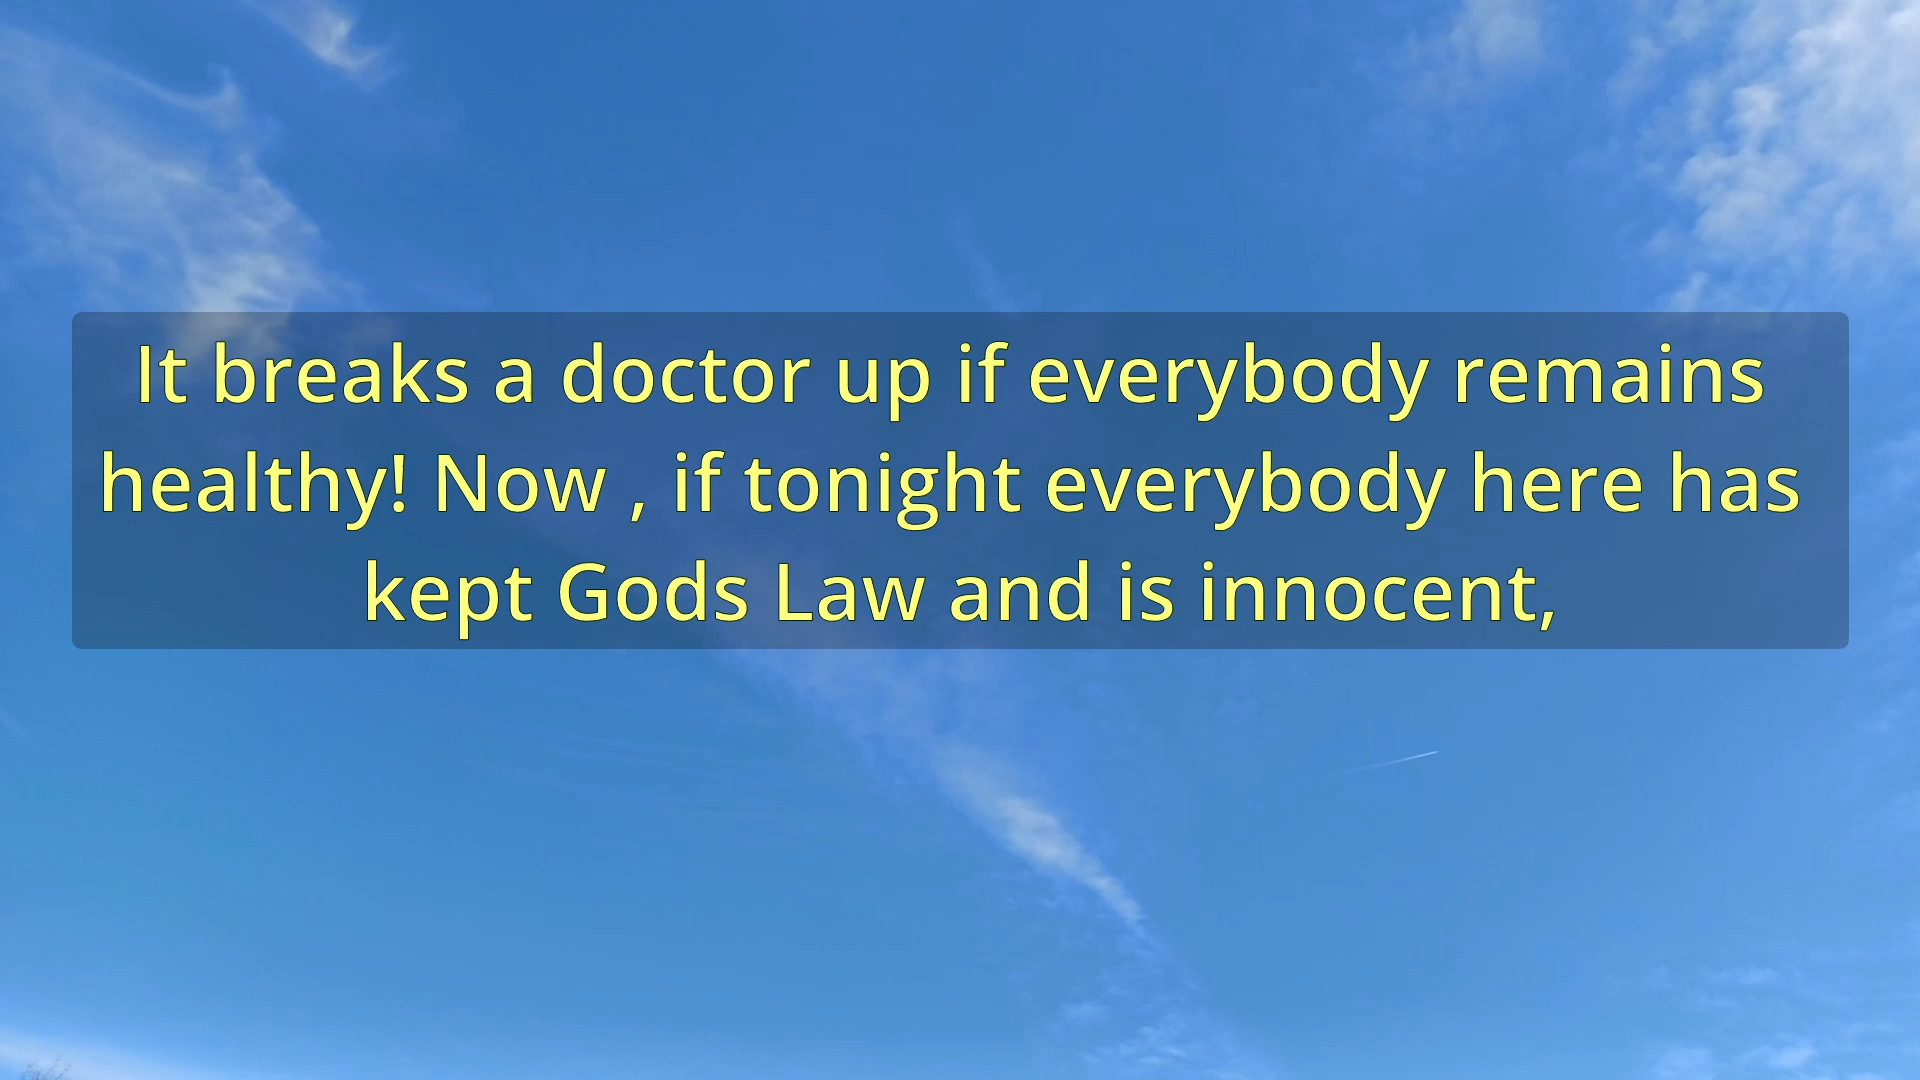 It breaks a doctor up if everybody remains
healthy! Now , if tonight everybody here has
kept Gods Law and is innocent,